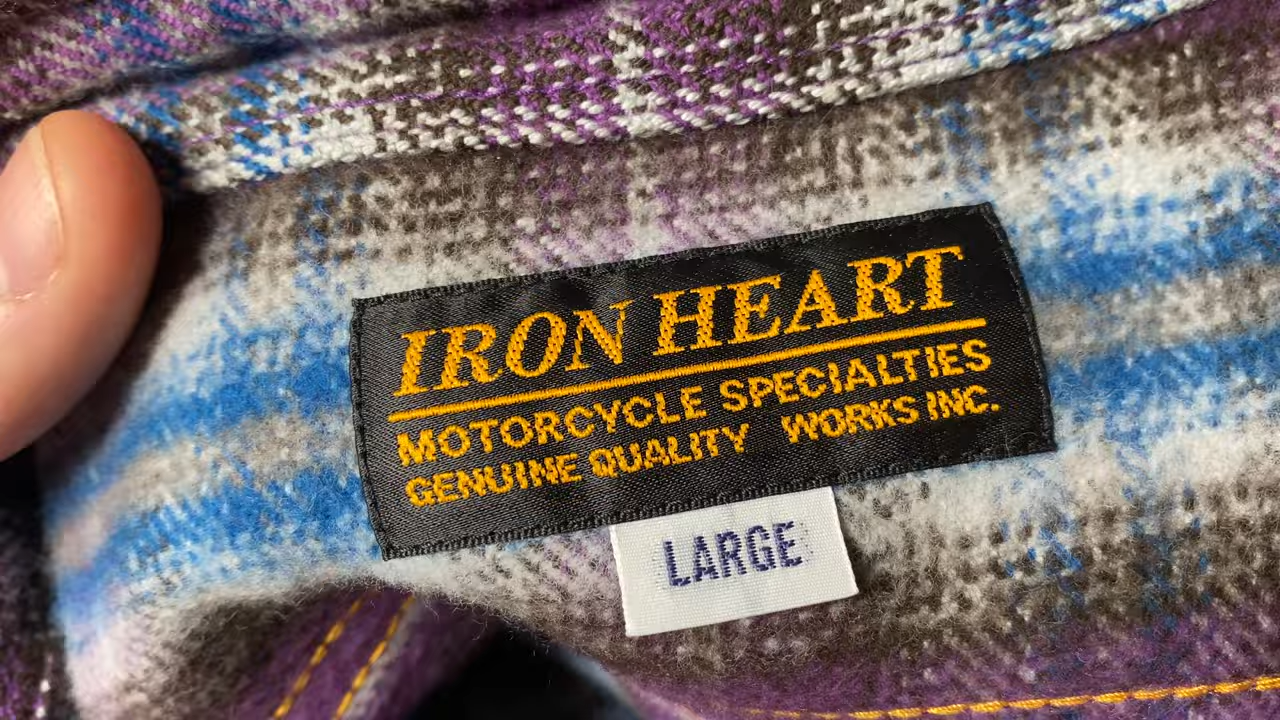 IRON HEART
MOTORCYCLE SPECIALTIES
GENUINE QUALITY WORKS INC.
LARGE